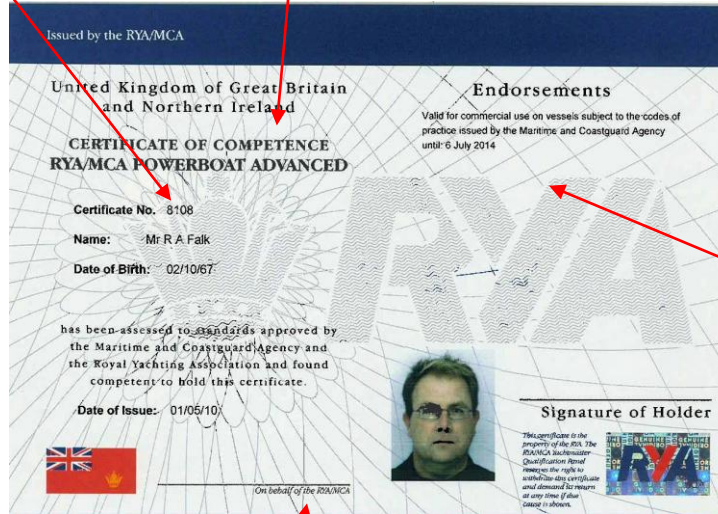 Issued by the RYA/MCA
United Kingdom of Great Britain
and Northern Ireland
CERTIFICATE OF COMPETENCE
RYA/MCA POWERBOAT ADVANCED
Certificate No. 8108
Name: Mr R A Falk
Date of Birth: 02/10/67
has been assessed to standards approved by
the Maritime and Coastguard Agency and
the Royal Yachting Association and found
competent to hold this certificate.
Date of Issue: 01/05/10
On behalf of the RYA/MCA
Endorsements
Valid for commercial use on vessels subject to the codes of
practice issued by the Maritime and Coastguard Agency
until: 6 July 2014
RYA
Signature of Holder
This certificate is the
property of the RYA. The
RYA/MCA Yachtmaster
Qualification Panel
reserves the right to
withdraw this certificate
and demand its return
at any time if due
cause is shown.
GENUINE
RYA